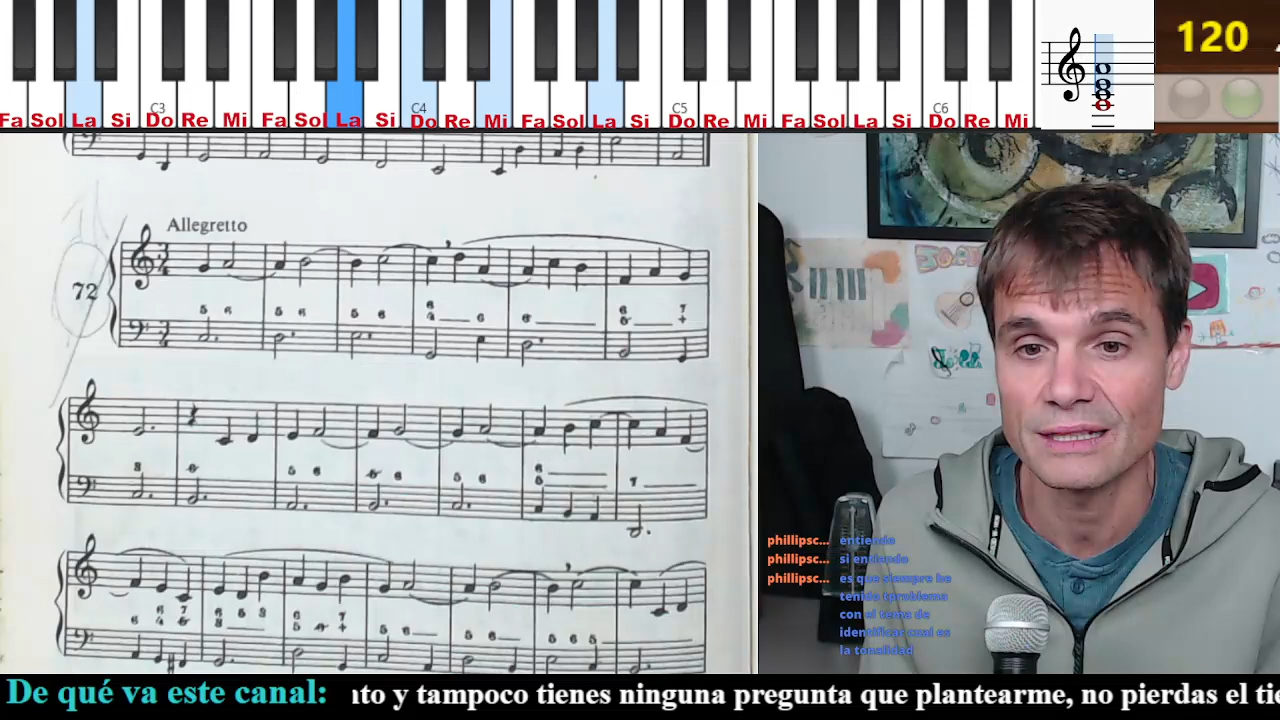 120
C3 C4 C5 C6
Fa Sol La Si Do Re Mi Fa Sol La Si Do Re Mi Fa Sol La Si Do Re Mi Fa Sol La Si Do Re Mi
Allegretto
72
phillipsc... entiendo
phillipsc... si entiendo
phillipsc... es que siempre he
tenido tproblema
con el tema de
identificar cual es
la tonalidad
De qué va este canal: nto y tampoco tienes ninguna pregunta que plantearme, no pierdas el tie